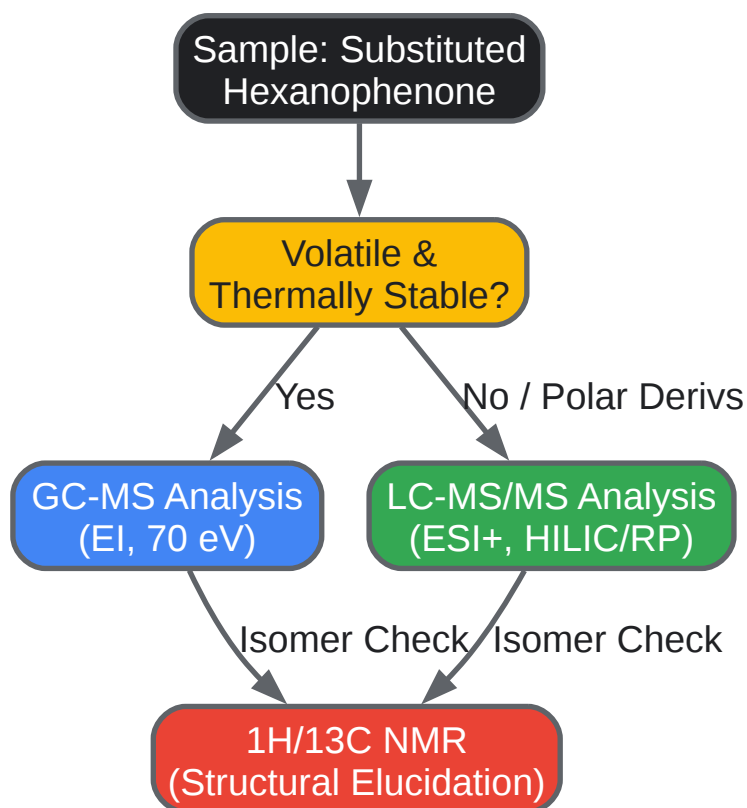 Sample: Substituted
Hexanophenone
Volatile &
Thermally Stable?
Yes
No / Polar Derivs
GC-MS Analysis
(EI, 70 eV)
LC-MS/MS Analysis
(ESI+, HILIC/RP)
Isomer Check
Isomer Check
1H/13C NMR
(Structural Elucidation)